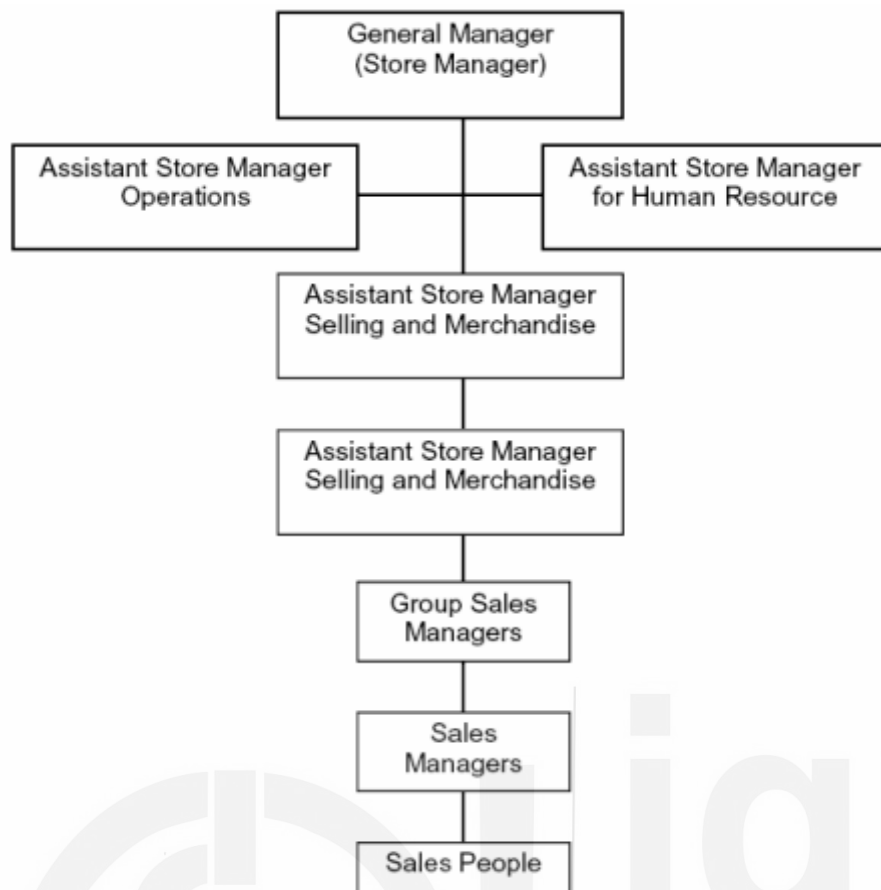 General Manager
(Store Manager)
Assistant Store Manager
Operations
Assistant Store Manager
for Human Resource
Assistant Store Manager
Selling and Merchandise
Assistant Store Manager
Selling and Merchandise
Group Sales
Managers
Sales
Managers
Sales People